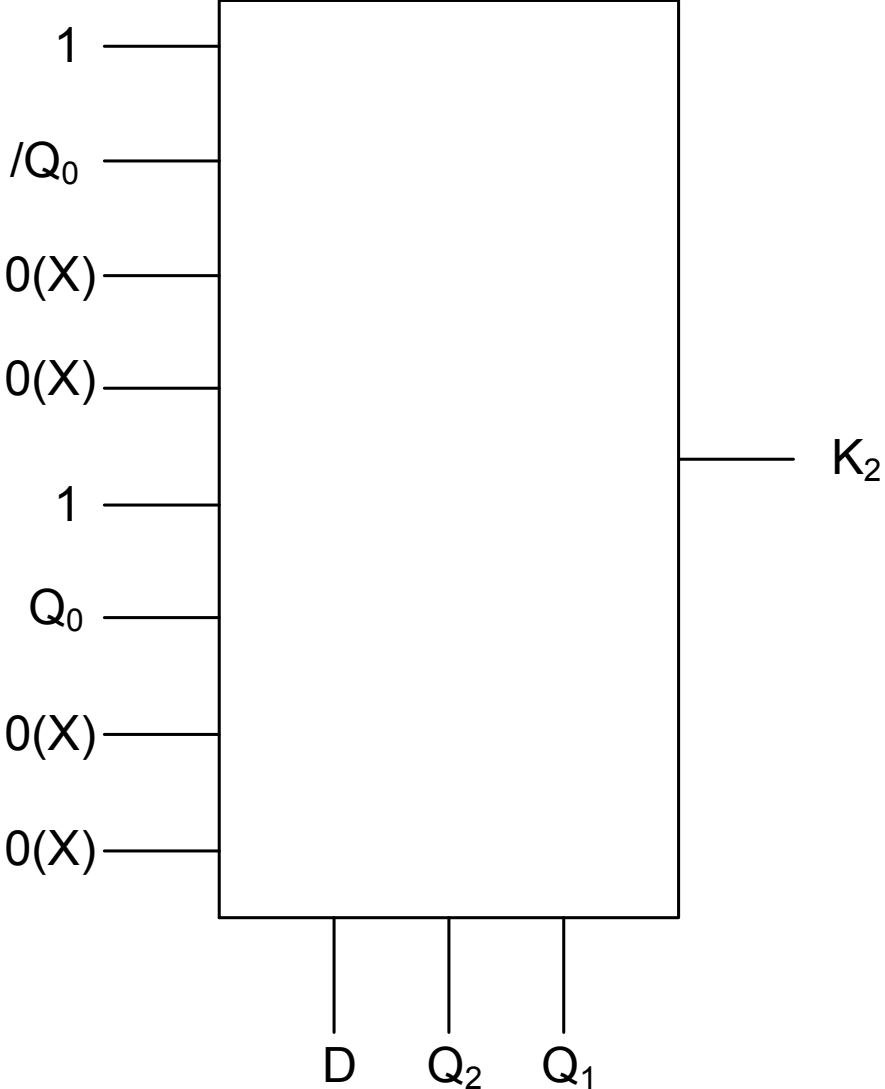 1
/Q₀
0(X)
0(X)
1
Q₀
0(X)
0(X)
K₂
D Q₂ Q₁